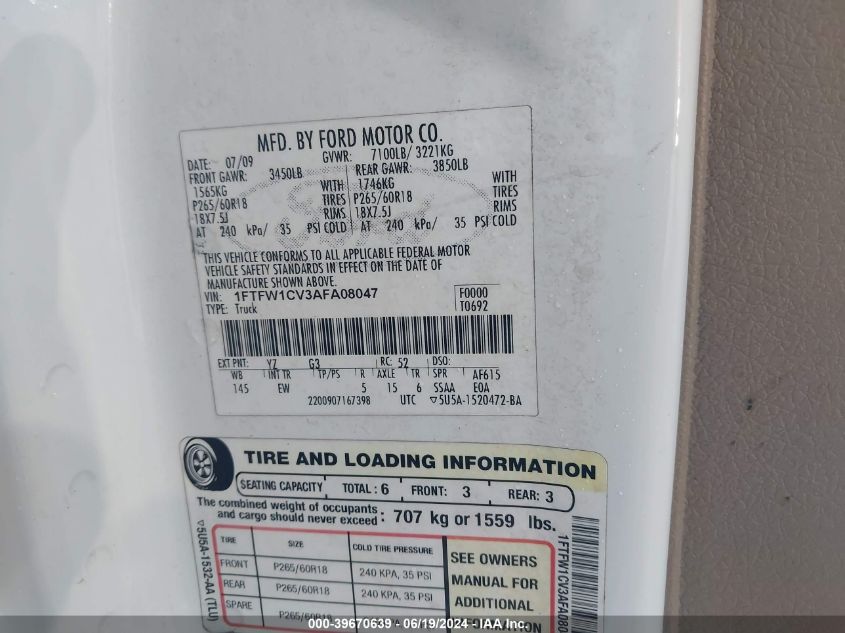 MFD. BY FORD MOTOR CO.
DATE: 07/09 GVWR: 7100LB/ 3221KG
FRONT GAWR: 3450LB REAR GAWR: 3850LB
1565KG WITH 1746KG WITH
P265/60R18 TIRES P265/60R18 TIRES
18X7.5J RIMS 18X7.5J RIMS
AT 240 kPa/ 35 PSI COLD AT 240 kPa/ 35 PSI COLD
THIS VEHICLE CONFORMS TO ALL APPLICABLE FEDERAL MOTOR
VEHICLE SAFETY STANDARDS IN EFFECT ON THE DATE OF
MANUFACTURE SHOWN ABOVE.
VIN: 1FTFW1CV3AFA08047 F0000
TYPE: Truck T0692
EXT PNT: YZ G3 RC: 52 DSO:
WB INT TR TP/PS R AXLE TR SPR AF615
145 EW 5 15 6 SSAA E0A
2200907167398 UTC ▽5U5A-1520472-BA
TIRE AND LOADING INFORMATION
SEATING CAPACITY TOTAL: 6 FRONT: 3 REAR: 3
The combined weight of occupants
and cargo should never exceed : 707 kg or 1559 lbs.
TIRE SIZE COLD TIRE PRESSURE
FRONT P265/60R18 240 KPA, 35 PSI
REAR P265/60R18 240 KPA, 35 PSI
SPARE P265/60R18
SEE OWNERS
MANUAL FOR
ADDITIONAL
INFORMATION
▽5U5A-1532-AA (TLU)
1FTFW1CV3AFA080
000-39670639 - 06/19/2024 - IAA Inc.